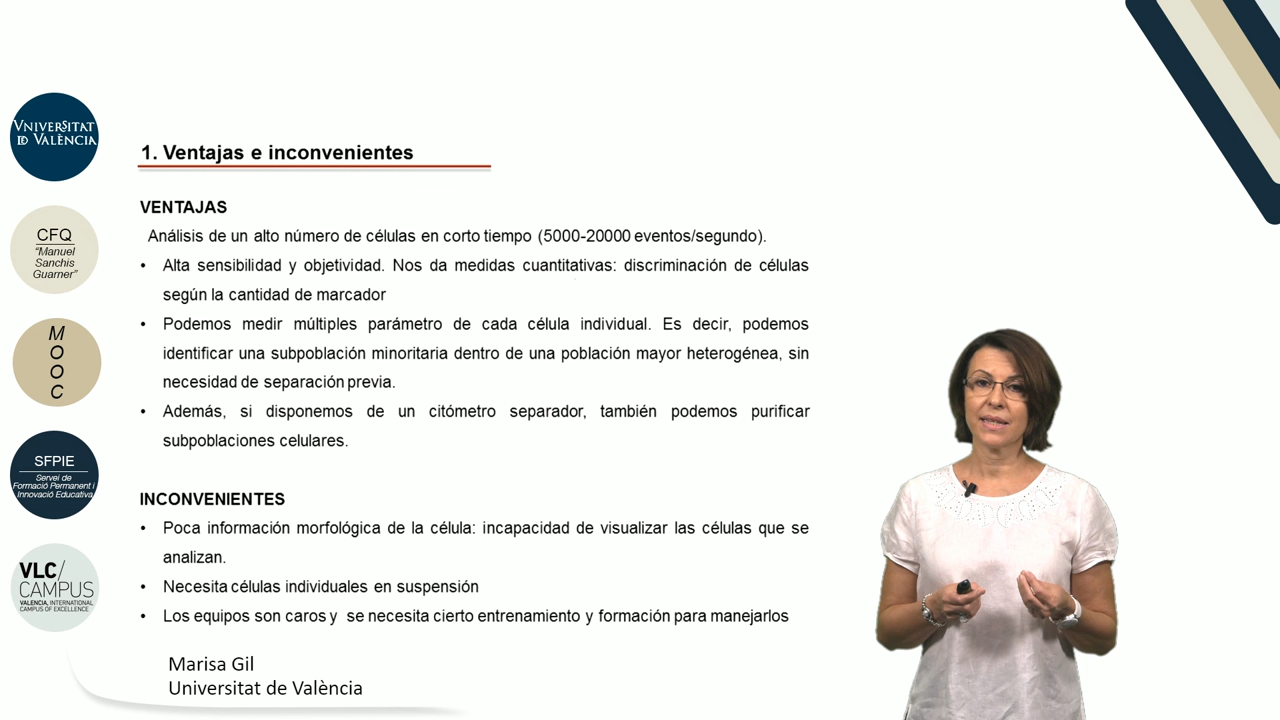 VNIVERSITAT
ID VALÈNCIA
CFQ
“Manuel
Sanchis
Guarner”
M
O
O
C
SFPIE
Servei de
Formació Permanent i
Innovació Educativa
VLC/
CAMPUS
VALENCIA, INTERNATIONAL
CAMPUS OF EXCELLENCE
1. Ventajas e inconvenientes
VENTAJAS
Análisis de un alto número de células en corto tiempo (5000-20000 eventos/segundo).
• Alta sensibilidad y objetividad. Nos da medidas cuantitativas: discriminación de células
según la cantidad de marcador
• Podemos medir múltiples parámetro de cada célula individual. Es decir, podemos
identificar una subpoblación minoritaria dentro de una población mayor heterogénea, sin
necesidad de separación previa.
• Además, si disponemos de un citómetro separador, también podemos purificar
subpoblaciones celulares.
INCONVENIENTES
• Poca información morfológica de la célula: incapacidad de visualizar las células que se
analizan.
• Necesita células individuales en suspensión
• Los equipos son caros y se necesita cierto entrenamiento y formación para manejarlos
Marisa Gil
Universitat de València